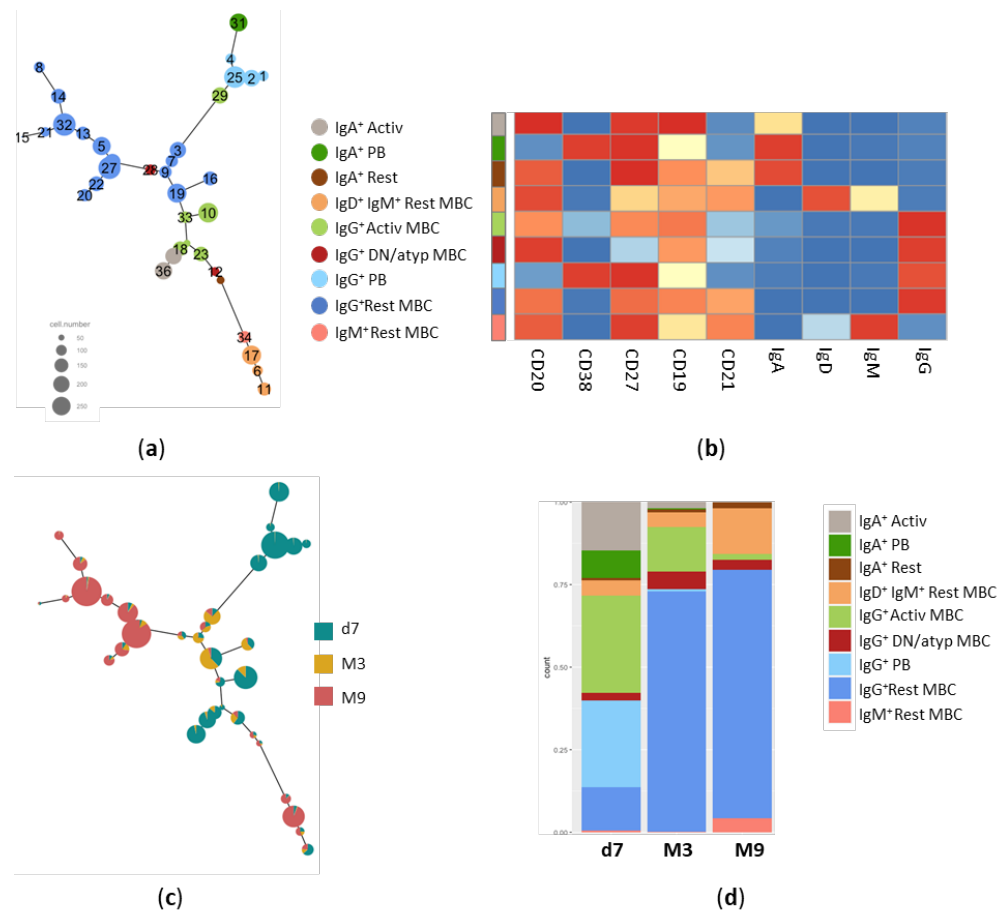 31
4
25 2 1
29
8
14
32
15 21 13
5
27
22
20
3
7
28 9
19
16
33 10
18 23
36
12
34
17
6
11
cell.number
50
100
150
200
250
IgA⁺ Activ
IgA⁺ PB
IgA⁺ Rest
IgD⁺ IgM⁺ Rest MBC
IgG⁺Activ MBC
IgG⁺ DN/atyp MBC
IgG⁺ PB
IgG⁺Rest MBC
IgM⁺Rest MBC
(a)
CD20 CD38 CD27 CD19 CD21 IgA IgD IgM IgG
(b)
d7
M3
M9
(c)
1.00
0.75
0.50
0.25
0.00
count
d7 M3 M9
IgA⁺ Activ
IgA⁺ PB
IgA⁺ Rest
IgD⁺ IgM⁺ Rest MBC
IgG⁺Activ MBC
IgG⁺ DN/atyp MBC
IgG⁺ PB
IgG⁺Rest MBC
IgM⁺Rest MBC
(d)